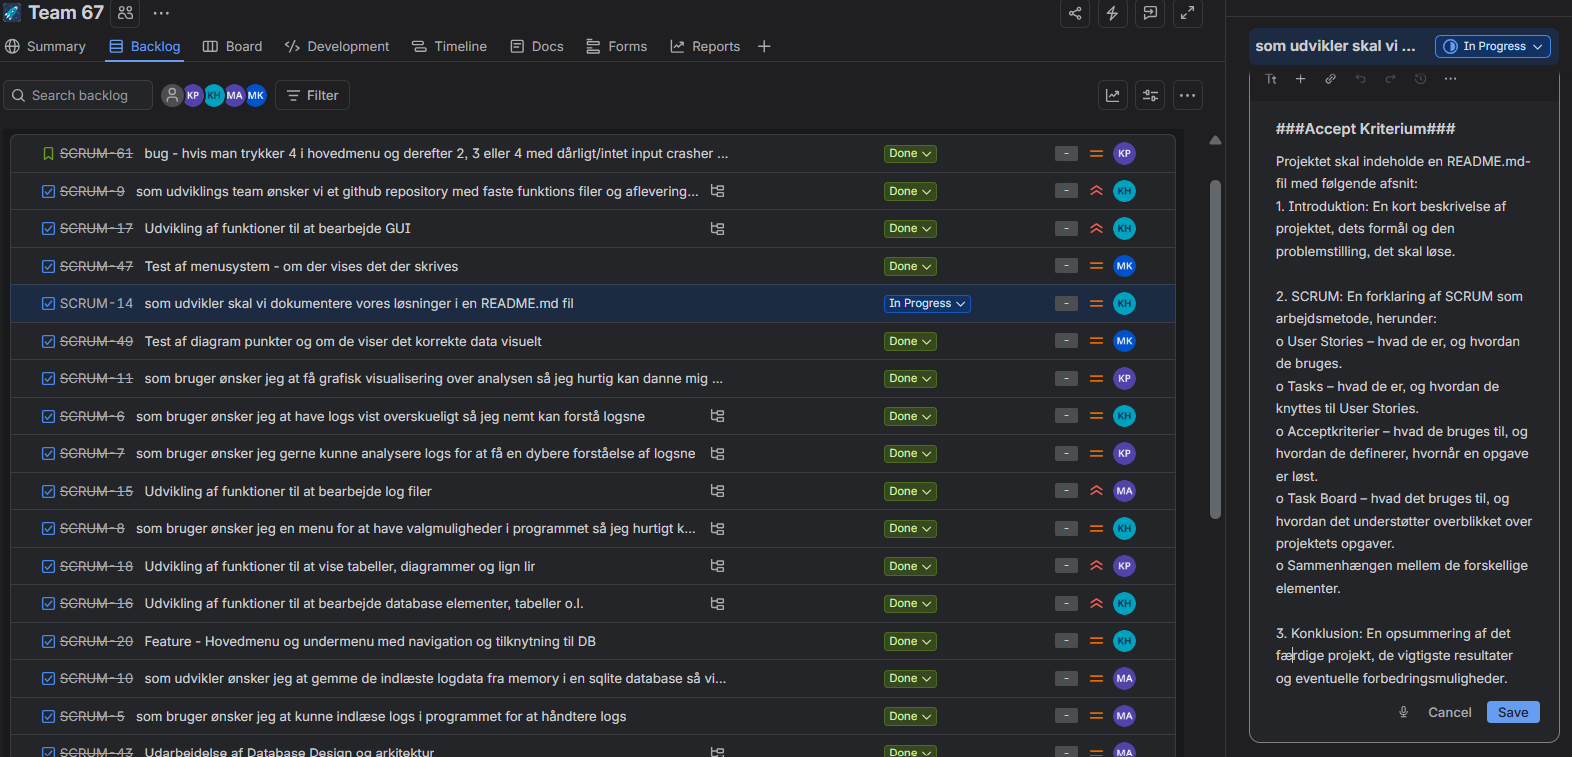 Team 67
Summary
Backlog
Board
Development
Timeline
Docs
Forms
Reports
Search backlog
KP
KH
MA
MK
Filter
SCRUM-61 bug - hvis man trykker 4 i hovedmenu og derefter 2, 3 eller 4 med dårligt/intet input crasher ... Done - KP
SCRUM-9 som udviklings team ønsker vi et github repository med faste funktions filer og aflevering... Done - KH
SCRUM-17 Udvikling af funktioner til at bearbejde GUI Done - KH
SCRUM-47 Test af menusystem - om der vises det der skrives Done - MK
SCRUM-14 som udvikler skal vi dokumentere vores løsninger i en README.md fil In Progress - KH
SCRUM-49 Test af diagram punkter og om de viser det korrekte data visuelt Done - MK
SCRUM-11 som bruger ønsker jeg at få grafisk visualisering over analysen så jeg hurtig kan danne mig ... Done - KP
SCRUM-6 som bruger ønsker jeg at have logs vist overskueligt så jeg nemt kan forstå logsne Done - KH
SCRUM-7 som bruger ønsker jeg gerne kunne analysere logs for at få en dybere forståelse af logsne Done - KP
SCRUM-15 Udvikling af funktioner til at bearbejde log filer Done - MA
SCRUM-8 som bruger ønsker jeg en menu for at have valgmuligheder i programmet så jeg hurtigt k... Done - KH
SCRUM-18 Udvikling af funktioner til at vise tabeller, diagrammer og lign lir Done - KP
SCRUM-16 Udvikling af funktioner til at bearbejde database elementer, tabeller o.l. Done - KH
SCRUM-20 Feature - Hovedmenu og undermenu med navigation og tilknytning til DB Done - KH
SCRUM-10 som udvikler ønsker jeg at gemme de indlæste logdata fra memory i en sqlite database så vi... Done - MA
SCRUM-5 som bruger ønsker jeg at kunne indlæse logs i programmet for at håndtere logs Done - MA
SCRUM-43 Udarbejdelse af Database Design og arkitektur Done - MA
som udvikler skal vi ...
In Progress
Tt
###Accept Kriterium###
Projektet skal indeholde en README.md-
fil med følgende afsnit:
1. Introduktion: En kort beskrivelse af
projektet, dets formål og den
problemstilling, det skal løse.
2. SCRUM: En forklaring af SCRUM som
arbejdsmetode, herunder:
o User Stories – hvad de er, og hvordan
de bruges.
o Tasks – hvad de er, og hvordan de
knyttes til User Stories.
o Acceptkriterier – hvad de bruges til, og
hvordan de definerer, hvornår en opgave
er løst.
o Task Board – hvad det bruges til, og
hvordan det understøtter overblikket over
projektets opgaver.
o Sammenhængen mellem de forskellige
elementer.
3. Konklusion: En opsummering af det
færdige projekt, de vigtigste resultater
og eventuelle forbedringsmuligheder.
Cancel
Save